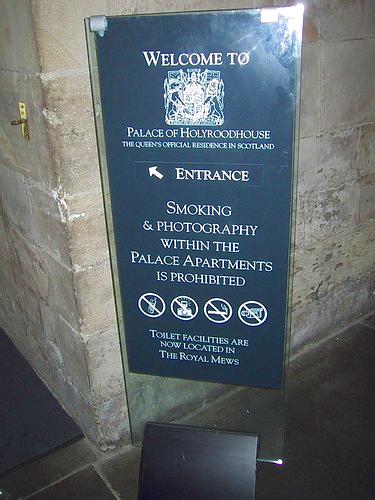 WELCOME TO
PALACE OF HOLYROODHOUSE
THE QUEEN'S OFFICIAL RESIDENCE IN SCOTLAND
ENTRANCE
SMOKING
& PHOTOGRAPHY
WITHIN THE
PALACE APARTMENTS
IS PROHIBITED
TOILET FACILITIES ARE
NOW LOCATED IN
THE ROYAL MEWS